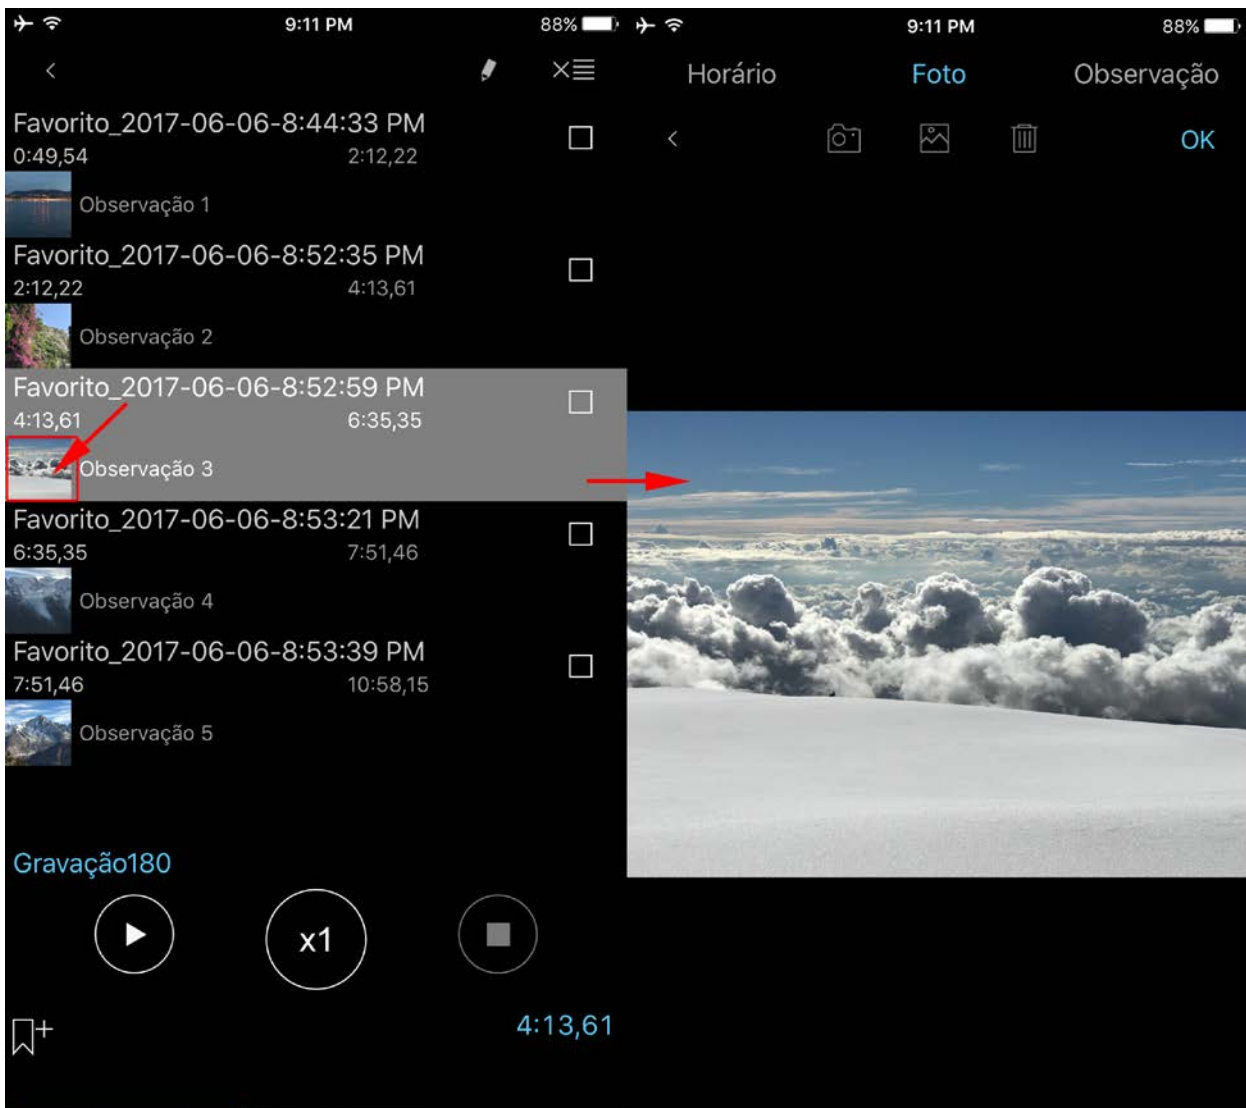 9:11 PM
88%
Favorito_2017-06-06-8:44:33 PM
0:49,54 2:12,22
Observação 1
Favorito_2017-06-06-8:52:35 PM
2:12,22 4:13,61
Observação 2
Favorito_2017-06-06-8:52:59 PM
4:13,61 6:35,35
Observação 3
Favorito_2017-06-06-8:53:21 PM
6:35,35 7:51,46
Observação 4
Favorito_2017-06-06-8:53:39 PM
7:51,46 10:58,15
Observação 5
Gravação180
x1
4:13,61
9:11 PM
88%
Horário Foto Observação
OK